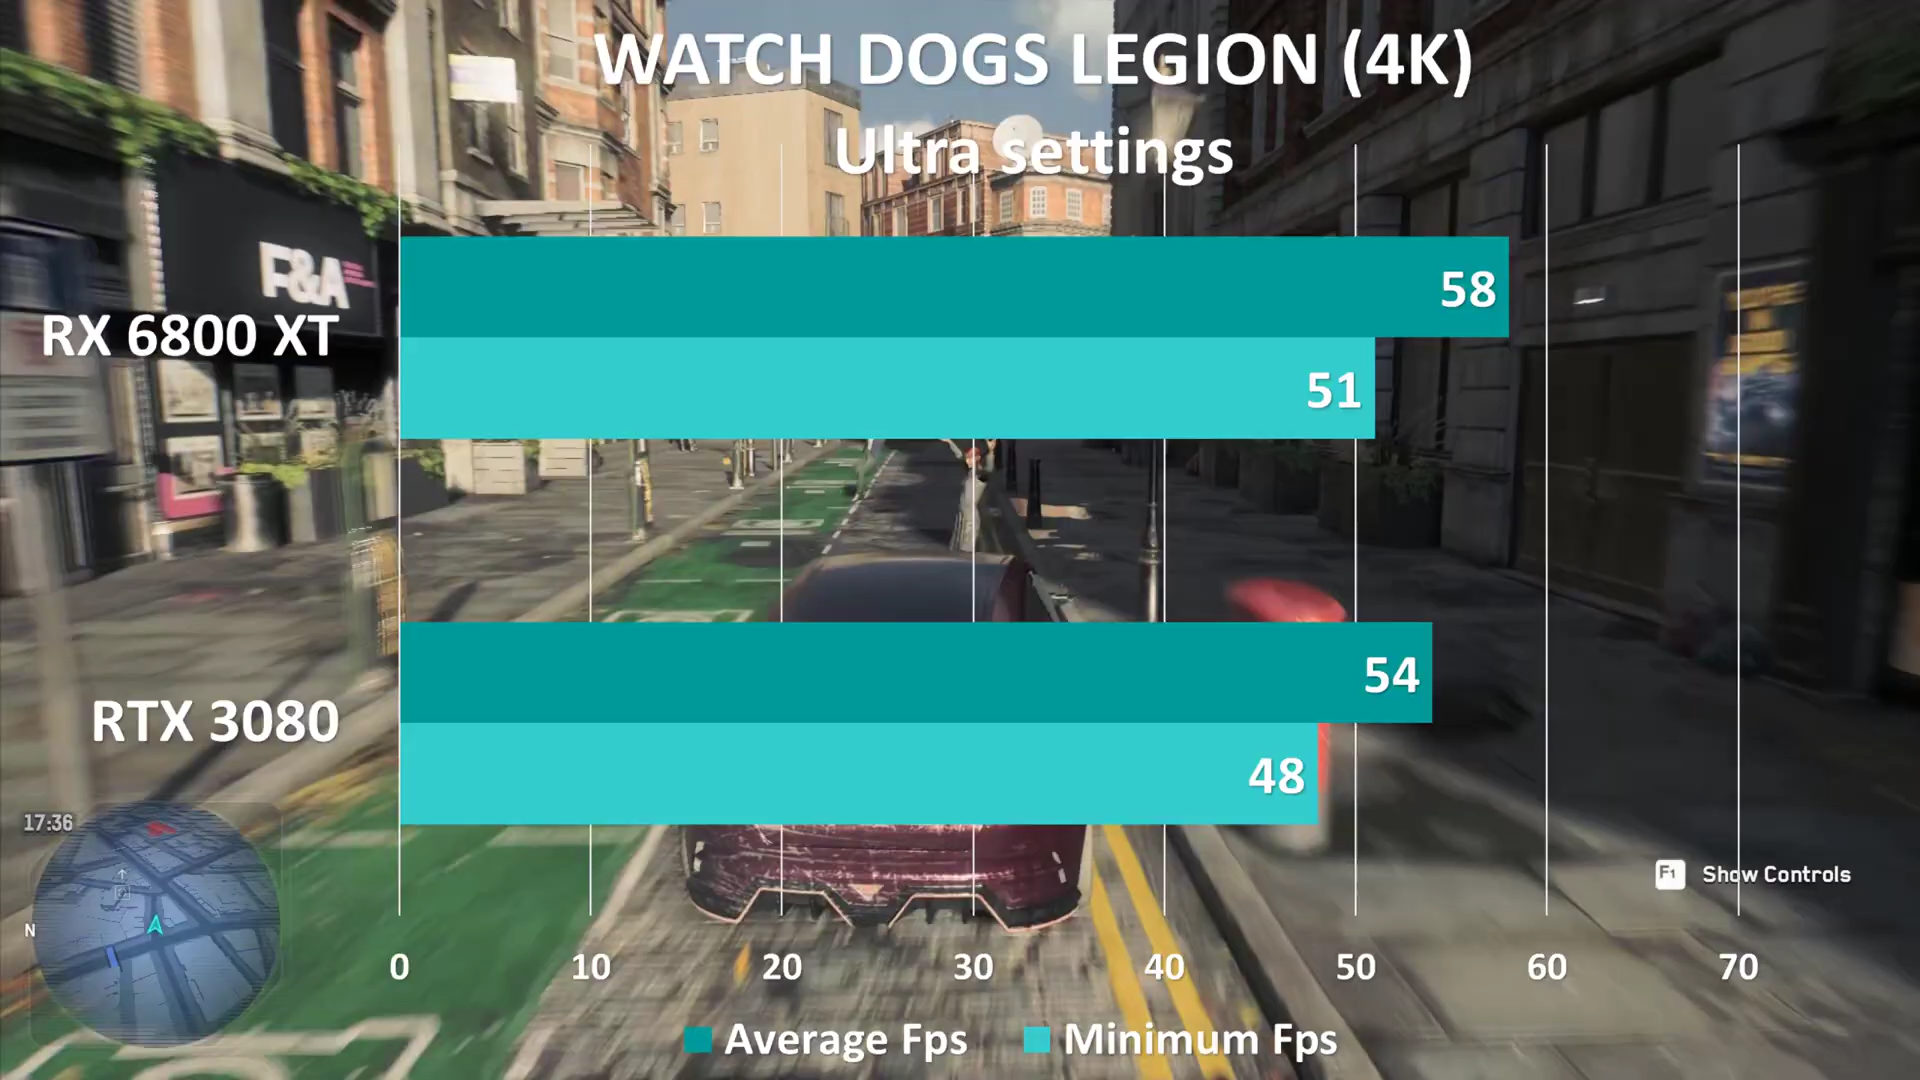 WATCH DOGS LEGION (4K)
Ultra settings
F&A
RX 6800 XT
58
51
RTX 3080
54
48
17:36
N
F1 Show Controls
0 10 20 30 40 50 60 70
Average Fps Minimum Fps